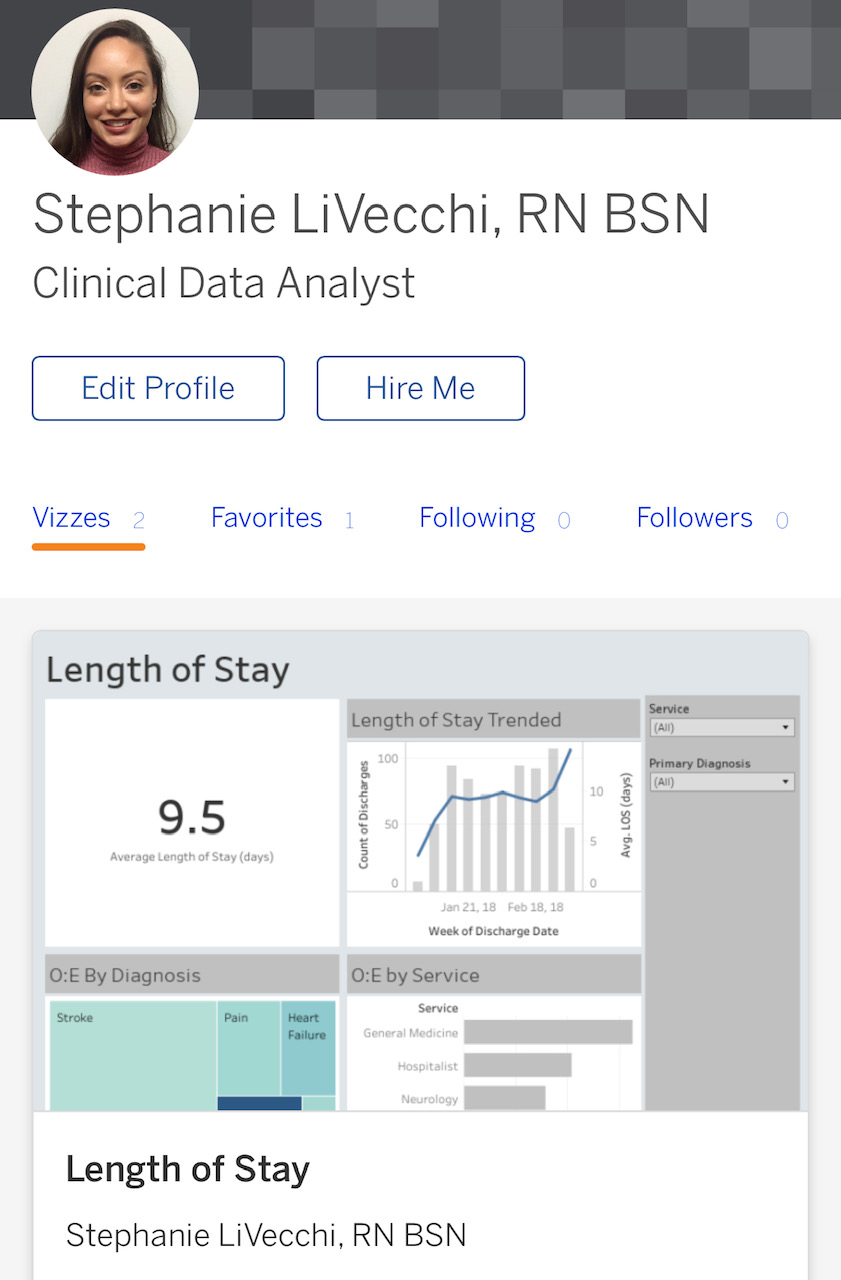 Stephanie LiVecchi, RN BSN
Clinical Data Analyst
Edit Profile
Hire Me
Vizzes 2
Favorites 1
Following 0
Followers 0
Length of Stay
9.5
Average Length of Stay (days)
Length of Stay Trended
Count of Discharges
100
50
0
10
5
0
Avg. LOS (days)
Jan 21, 18
Feb 18, 18
Week of Discharge Date
Service
(All)
Primary Diagnosis
(All)
O:E By Diagnosis
Stroke
Pain
Heart
Failure
O:E by Service
Service
General Medicine
Hospitalist
Neurology
Length of Stay
Stephanie LiVecchi, RN BSN